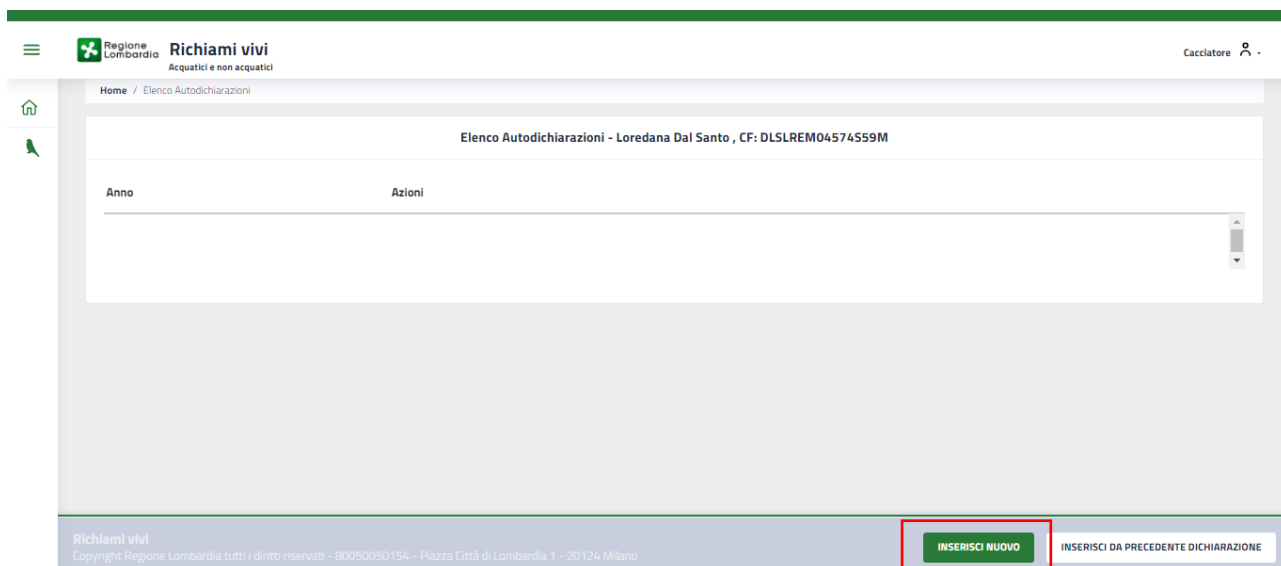 Regione
Lombardia
Richiami vivi
Acquatici e non acquatici
Cacciatore
Home / Elenco Autodichiarazioni
Elenco Autodichiarazioni - Loredana Dal Santo , CF: DLSLREM04574S59M
Anno Azioni
Richiami vivi
Copyright Regione Lombardia tutti i diritti riservati - 80050050154 - Piazza Città di Lombardia 1 - 20124 Milano
INSERISCI NUOVO
INSERISCI DA PRECEDENTE DICHIARAZIONE